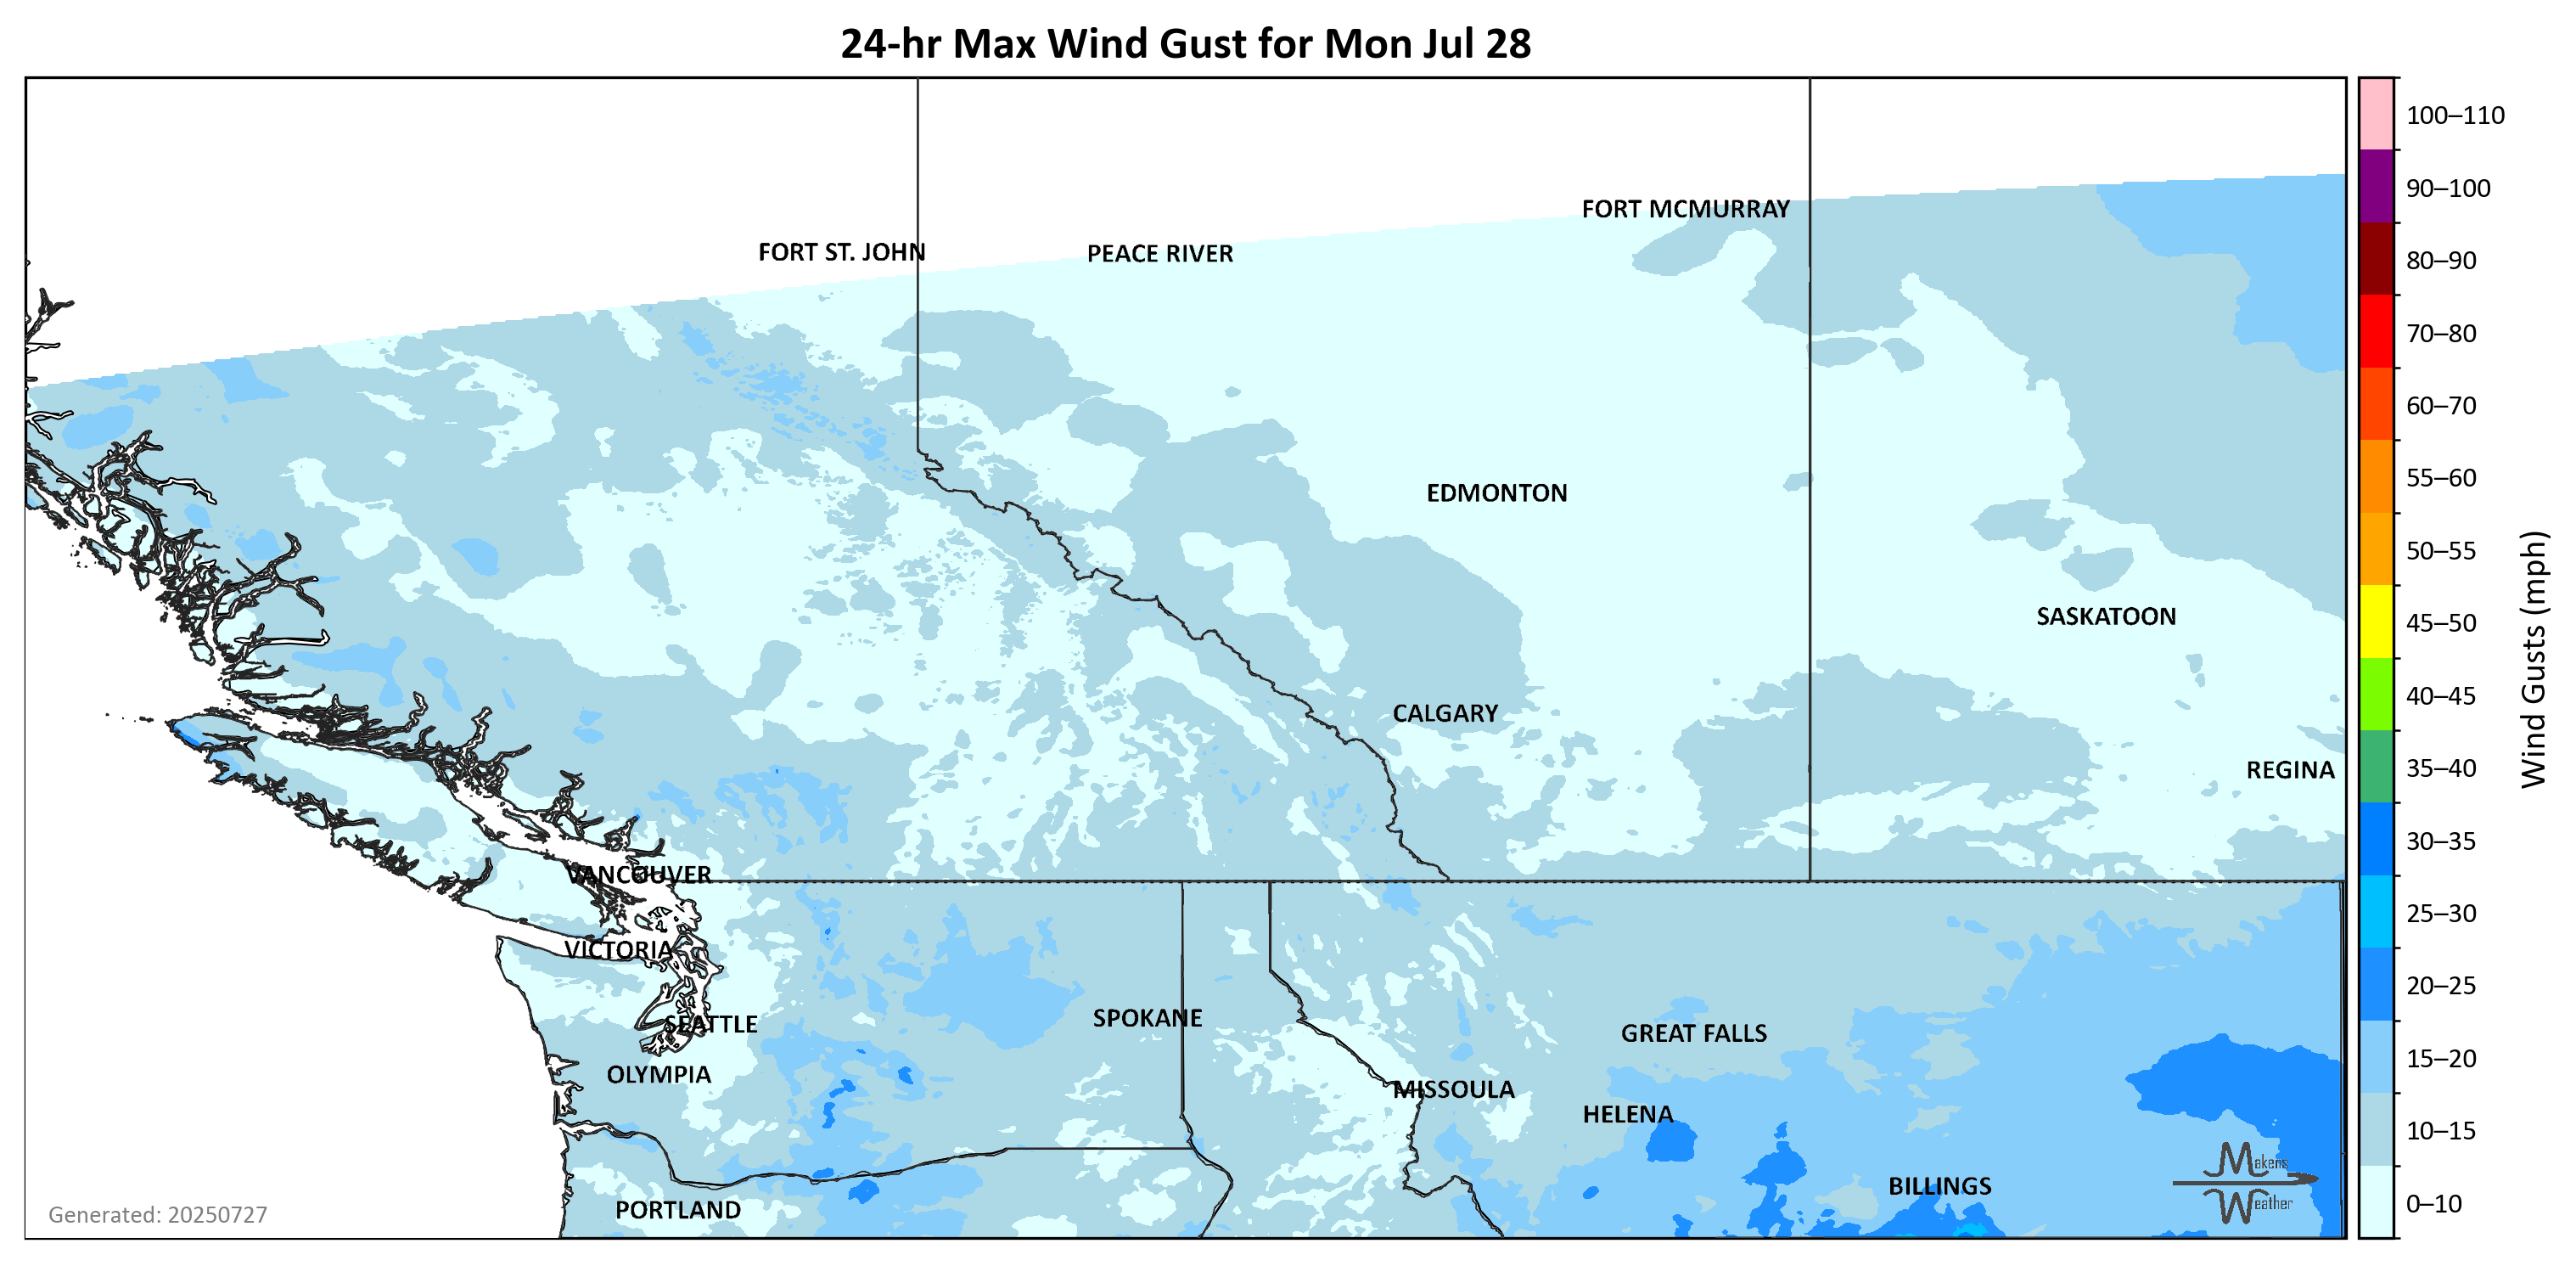 24-hr Max Wind Gust for Mon Jul 28
100–110
90–100
80–90
70–80
60–70
55–60
50–55
45–50
40–45
35–40
30–35
25–30
20–25
15–20
10–15
0–10
Wind Gusts (mph)
FORT MCMURRAY
FORT ST. JOHN
PEACE RIVER
EDMONTON
SASKATOON
CALGARY
REGINA
VANCOUVER
VICTORIA
SEATTLE
SPOKANE
GREAT FALLS
OLYMPIA
MISSOULA
HELENA
BILLINGS
PORTLAND
Makens
Weather
Generated: 20250727